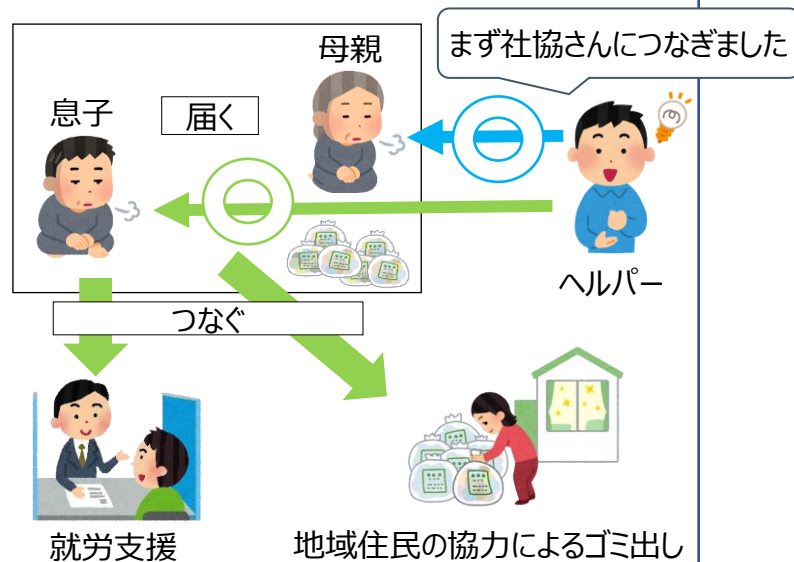 まず社協さんにつなぎました
母親
息子
届く
ヘルパー
つなぐ
就労支援
地域住民の協力によるゴミ出し